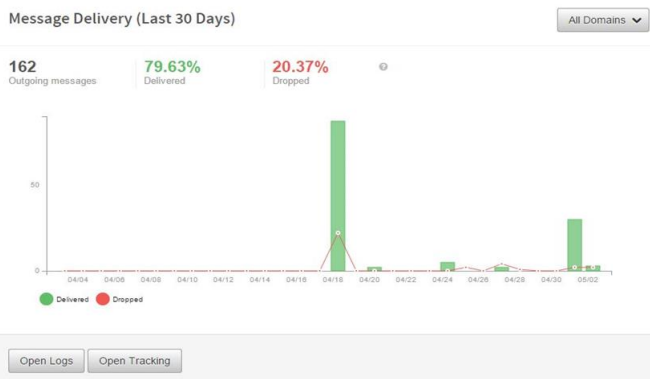 Message Delivery (Last 30 Days)
All Domains
162
79.63%
20.37%
?
Outgoing messages
Delivered
Dropped
50
0
04/04 04/06 04/08 04/10 04/12 04/14 04/16 04/18 04/20 04/22 04/24 04/26 04/28 04/30 05/02
Delivered Dropped
Open Logs
Open Tracking